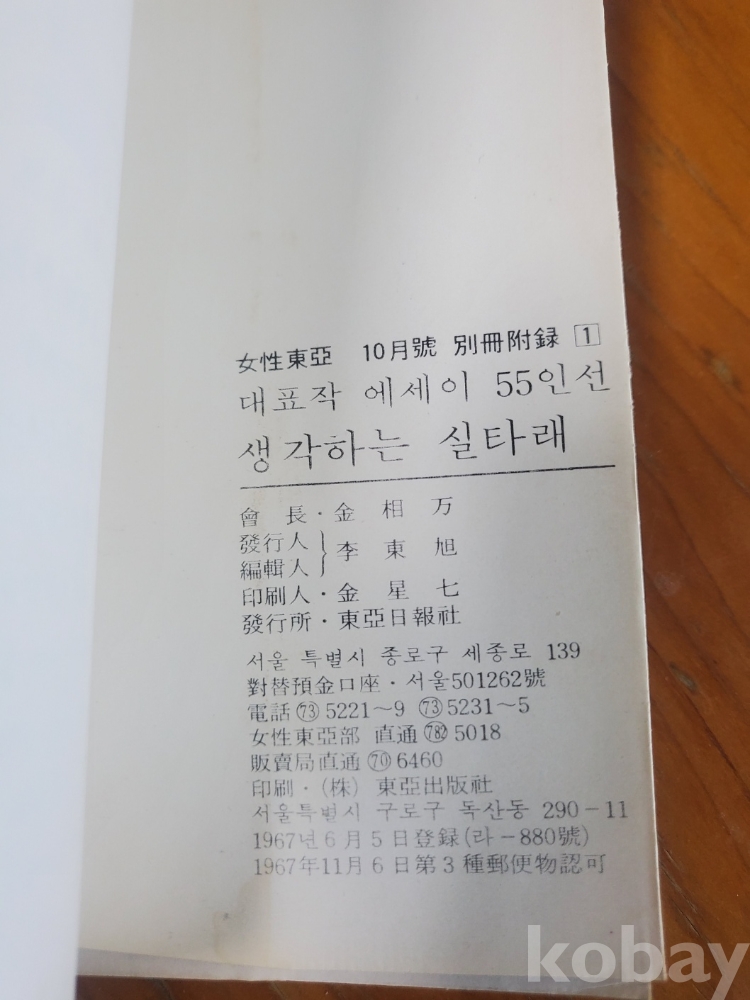 女性東亞 10月號 別冊附録 1
대표작 에세이 55인선
생각하는 실타래
會長·金相万
發行人
編輯人 } 李東旭
印刷人·金星七
發行所·東亞日報社
서울 특별시 종로구 세종로 139
對替預金口座·서울501262號
電話 73 5221~9 73 5231~5
女性東亞部 直通 782 5018
販賣局直通 70 6460
印刷·(株) 東亞出版社
서울특별시 구로구 독산동 290-11
1967년 6월 5일登録(라-880號)
1967年11月6日第3種郵便物認可
kobay